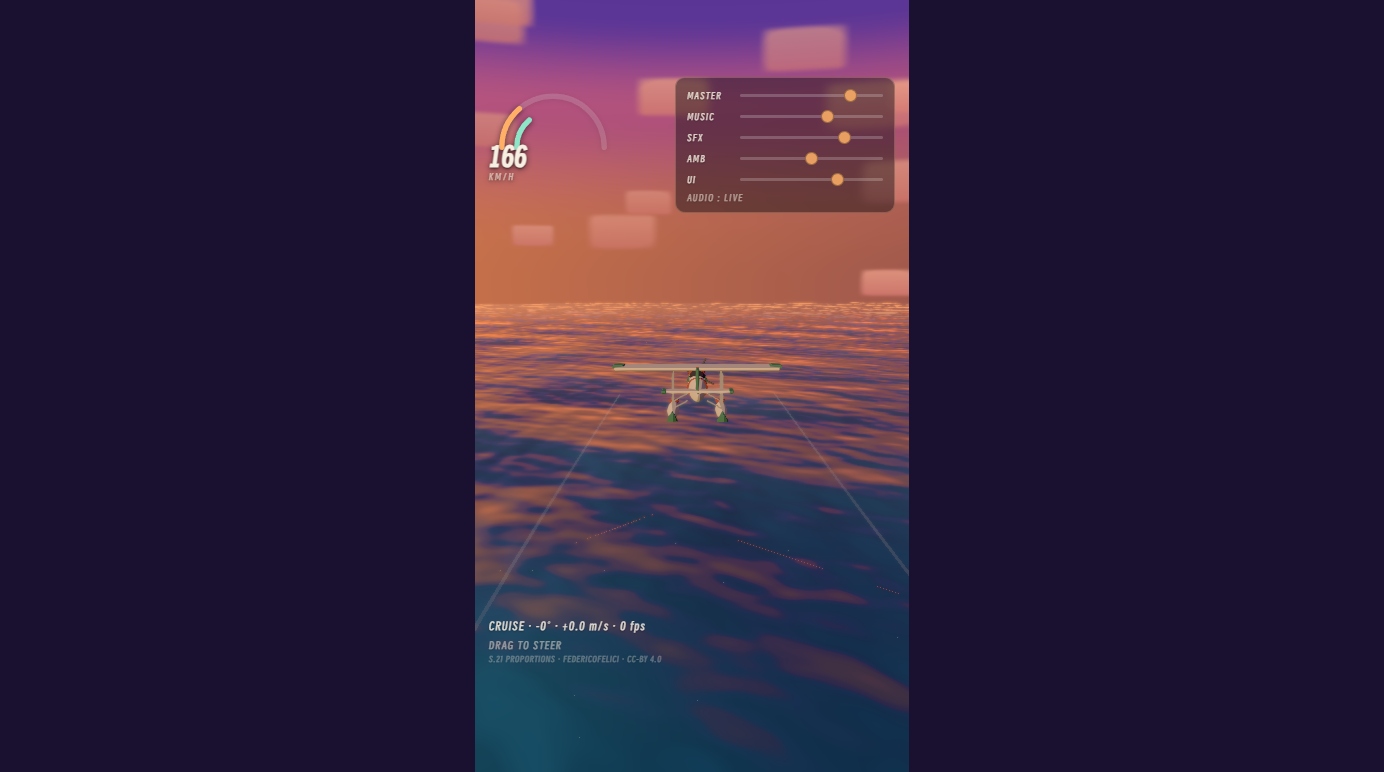 166
KM/H
MASTER
MUSIC
SFX
AMB
UI
AUDIO : LIVE
CRUISE · -0° · +0.0 m/s · 0 fps
DRAG TO STEER
S.21 PROPORTIONS · FEDERICOFELICI · CC-BY 4.0